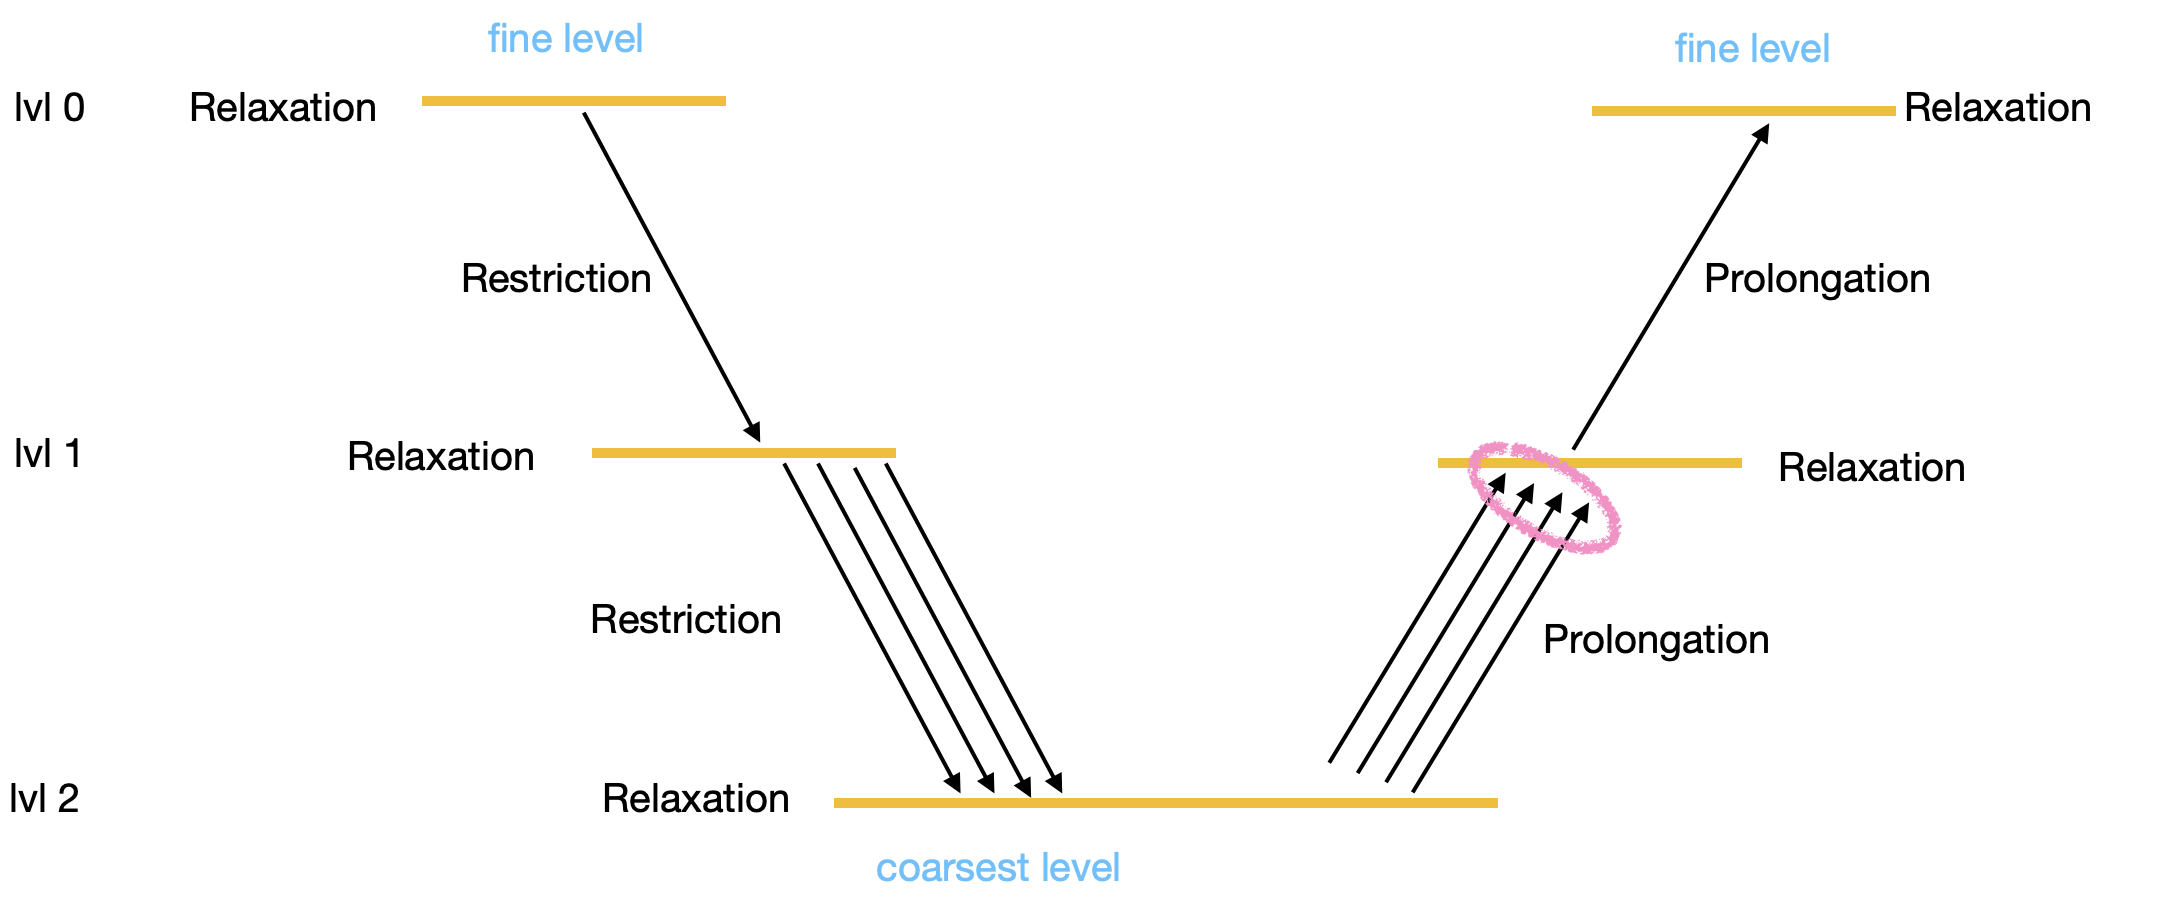 fine level
fine level
lvl 0
Relaxation
Relaxation
Restriction
Prolongation
lvl 1
Relaxation
Relaxation
Restriction
Prolongation
lvl 2
Relaxation
coarsest level